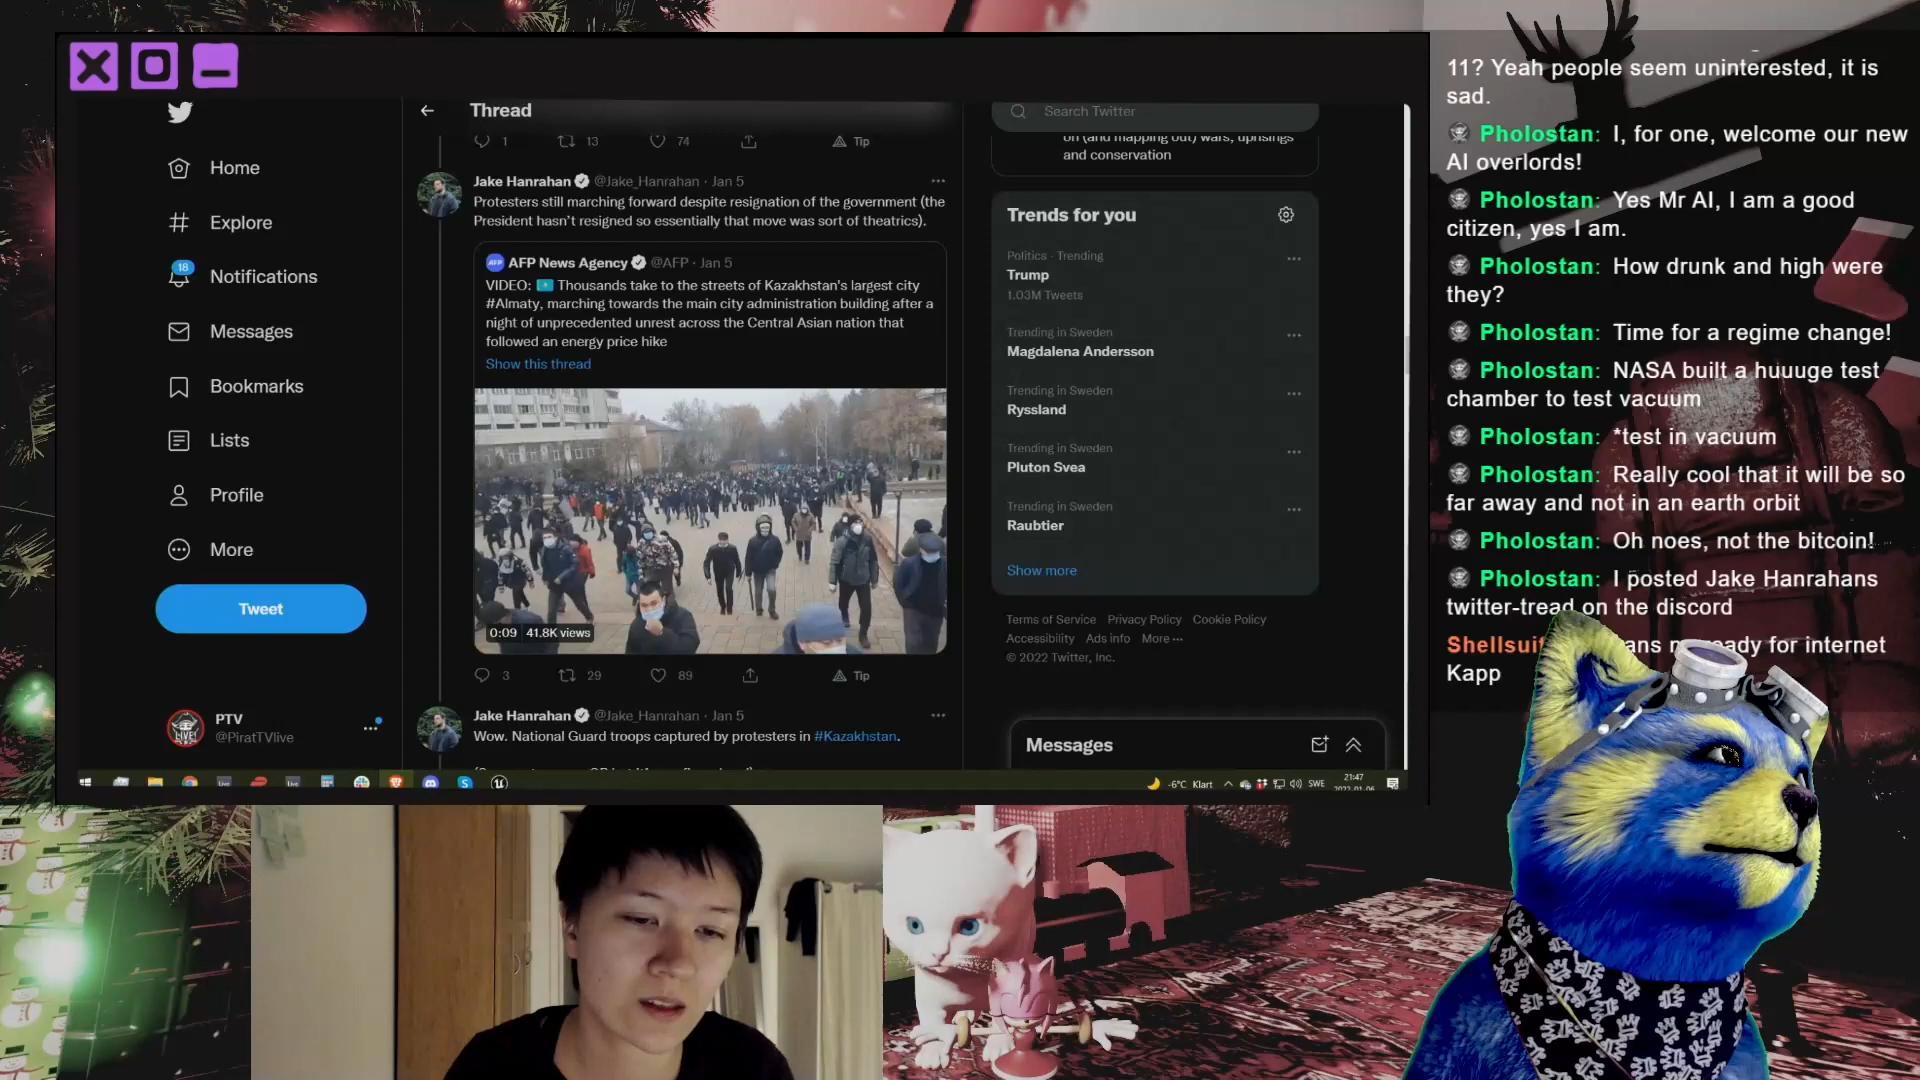 Home
Explore
18
Notifications
Messages
Bookmarks
Lists
Profile
More
Tweet
PTV
@PiratTVlive
Thread
1
13
74
Tip
Jake Hanrahan @Jake_Hanrahan · Jan 5
Protesters still marching forward despite resignation of the government (the
President hasn't resigned so essentially that move was sort of theatrics).
AFP AFP News Agency @AFP · Jan 5
VIDEO: Thousands take to the streets of Kazakhstan's largest city
#Almaty, marching towards the main city administration building after a
night of unprecedented unrest across the Central Asian nation that
followed an energy price hike
Show this thread
0:09 41.8K views
3
29
89
Tip
Jake Hanrahan @Jake_Hanrahan · Jan 5
Wow. National Guard troops captured by protesters in #Kazakhstan.
Search Twitter
on (and mapping out) wars, uprisings
and conservation
Trends for you
Politics · Trending
Trump
1.03M Tweets
Trending in Sweden
Magdalena Andersson
Trending in Sweden
Ryssland
Trending in Sweden
Pluton Svea
Trending in Sweden
Raubtier
Show more
Terms of Service Privacy Policy Cookie Policy
Accessibility Ads info More ···
© 2022 Twitter, Inc.
Messages
-6°C Klart
SWE
21:47
2022-01-06
11? Yeah people seem uninterested, it is
sad.
Pholostan: I, for one, welcome our new
AI overlords!
Pholostan: Yes Mr AI, I am a good
citizen, yes I am.
Pholostan: How drunk and high were
they?
Pholostan: Time for a regime change!
Pholostan: NASA built a huuuge test
chamber to test vacuum
Pholostan: *test in vacuum
Pholostan: Really cool that it will be so
far away and not in an earth orbit
Pholostan: Oh noes, not the bitcoin!
Pholostan: I posted Jake Hanrahans
twitter-tread on the discord
for internet
Kapp